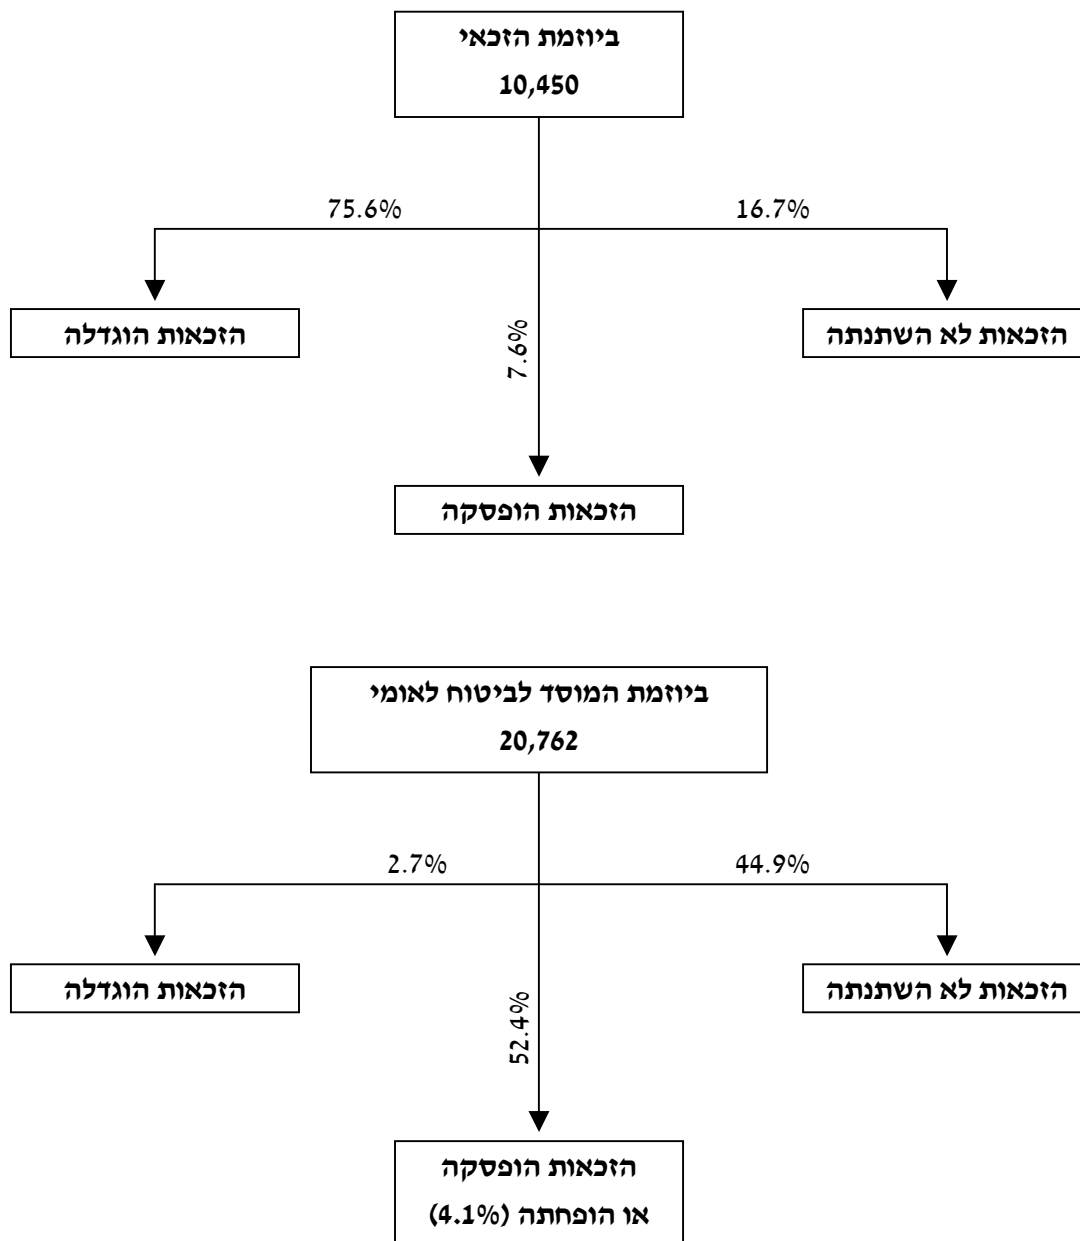 ביוזמת הזכאי
10,450
75.6%
16.7%
הזכאות הוגדלה
7.6%
הזכאות לא השתנתה
הזכאות הופסקה
ביוזמת המוסד לביטוח לאומי
20,762
2.7%
44.9%
הזכאות הוגדלה
52.4%
הזכאות לא השתנתה
הזכאות הופסקה
או הופחתה (4.1%)